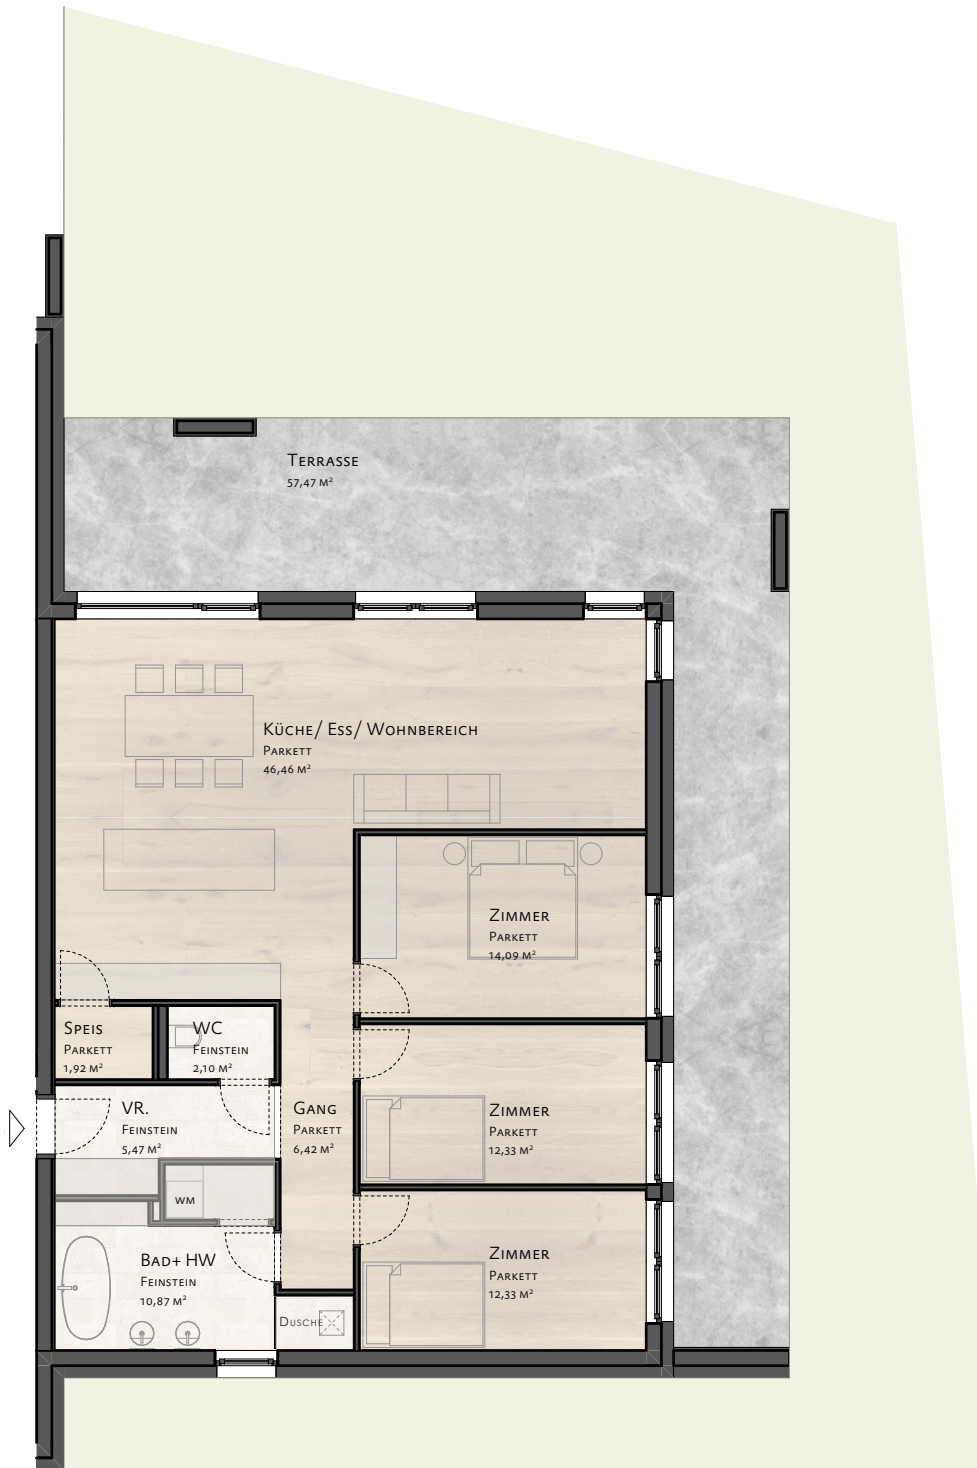 Terrasse
57,47 m²
Küche/ Ess/ Wohnbereich
Parkett
46,46 m²
Zimmer
Parkett
14,09 m²
Speis
Parkett
1,92 m²
WC
Feinstein
2,10 m²
VR.
Feinstein
5,47 m²
Gang
Parkett
6,42 m²
Zimmer
Parkett
12,33 m²
WM
Bad+ HW
Feinstein
10,87 m²
Zimmer
Parkett
12,33 m²
Dusche